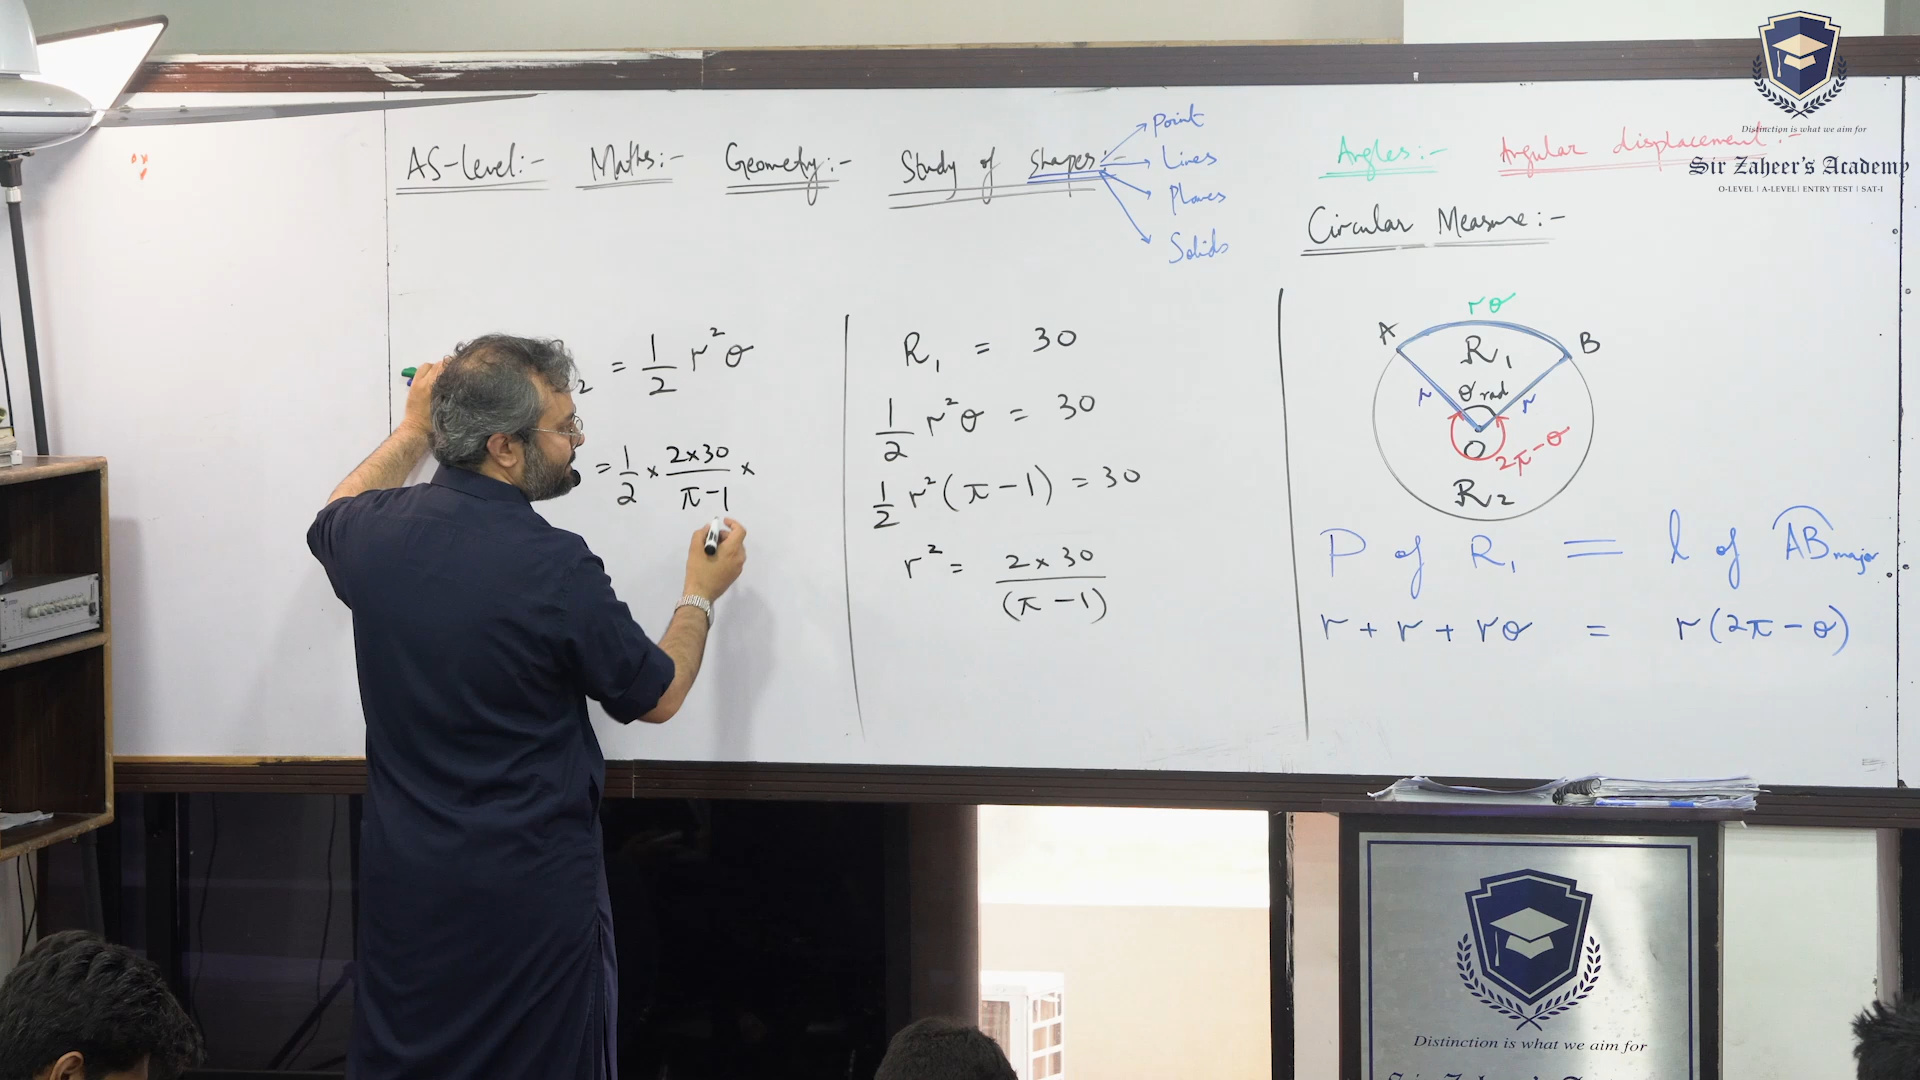 AS-level:- Maths:- Geometry:- Study of Shapes:-
Point
Lines
Planes
Solids
Angles:- Angular displacement:-
Circular Measure:-
2 = 1/2 r²θ
= 1/2 × 2×30/π-1 ×
R₁ = 30
1/2 r²θ = 30
1/2 r²(π-1) = 30
r² = 2×30/(π-1)
rθ
A
B
R₁
θ rad
r
r
O
2π-θ
R₂
P of R₁ = l of AB major
r + r + rθ = r(2π-θ)
Distinction is what we aim for
Sir Zaheer's Academy
O-LEVEL | A-LEVEL | ENTRY TEST | SAT-I
Distinction is what we aim for